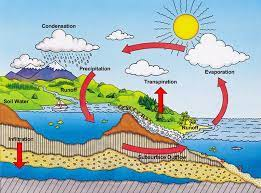 Condensation
Precipitation
Transpiration
Evaporation
Runoff
Soil Water
Runoff
Infiltration
Subsurface Outflow